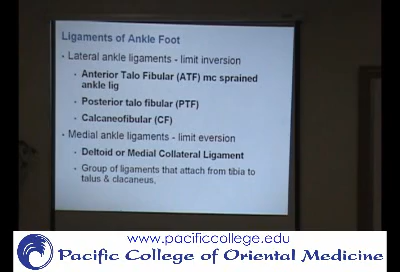 Ligaments of Ankle Foot
• Lateral ankle ligaments - limit inversion
• Anterior Talo Fibular (ATF) mc sprained
ankle lig
• Posterior talo fibular (PTF)
• Calcaneofibular (CF)
• Medial ankle ligaments - limit eversion
• Deltoid or Medial Collateral Ligament
• Group of ligaments that attach from tibia to
talus & clacaneus.
www.pacificcollege.edu
Pacific College of Oriental Medicine